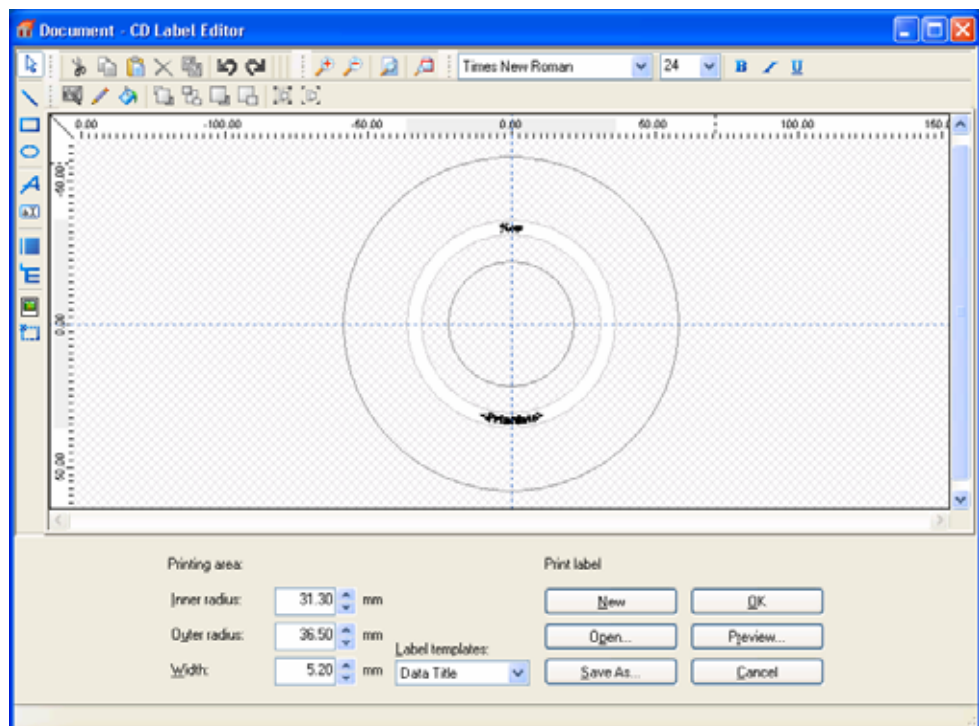 Document - CD Label Editor
Times New Roman 24 B I U
0.00 -100.00 -50.00 0.00 50.00 100.00 150.
-50.00
0.00
50.00
Printing area: Print label
Inner radius: 31.30 mm New OK
Outer radius: 36.50 mm Open... Preview...
Label templates:
Width: 5.20 mm Data Title Save As... Cancel